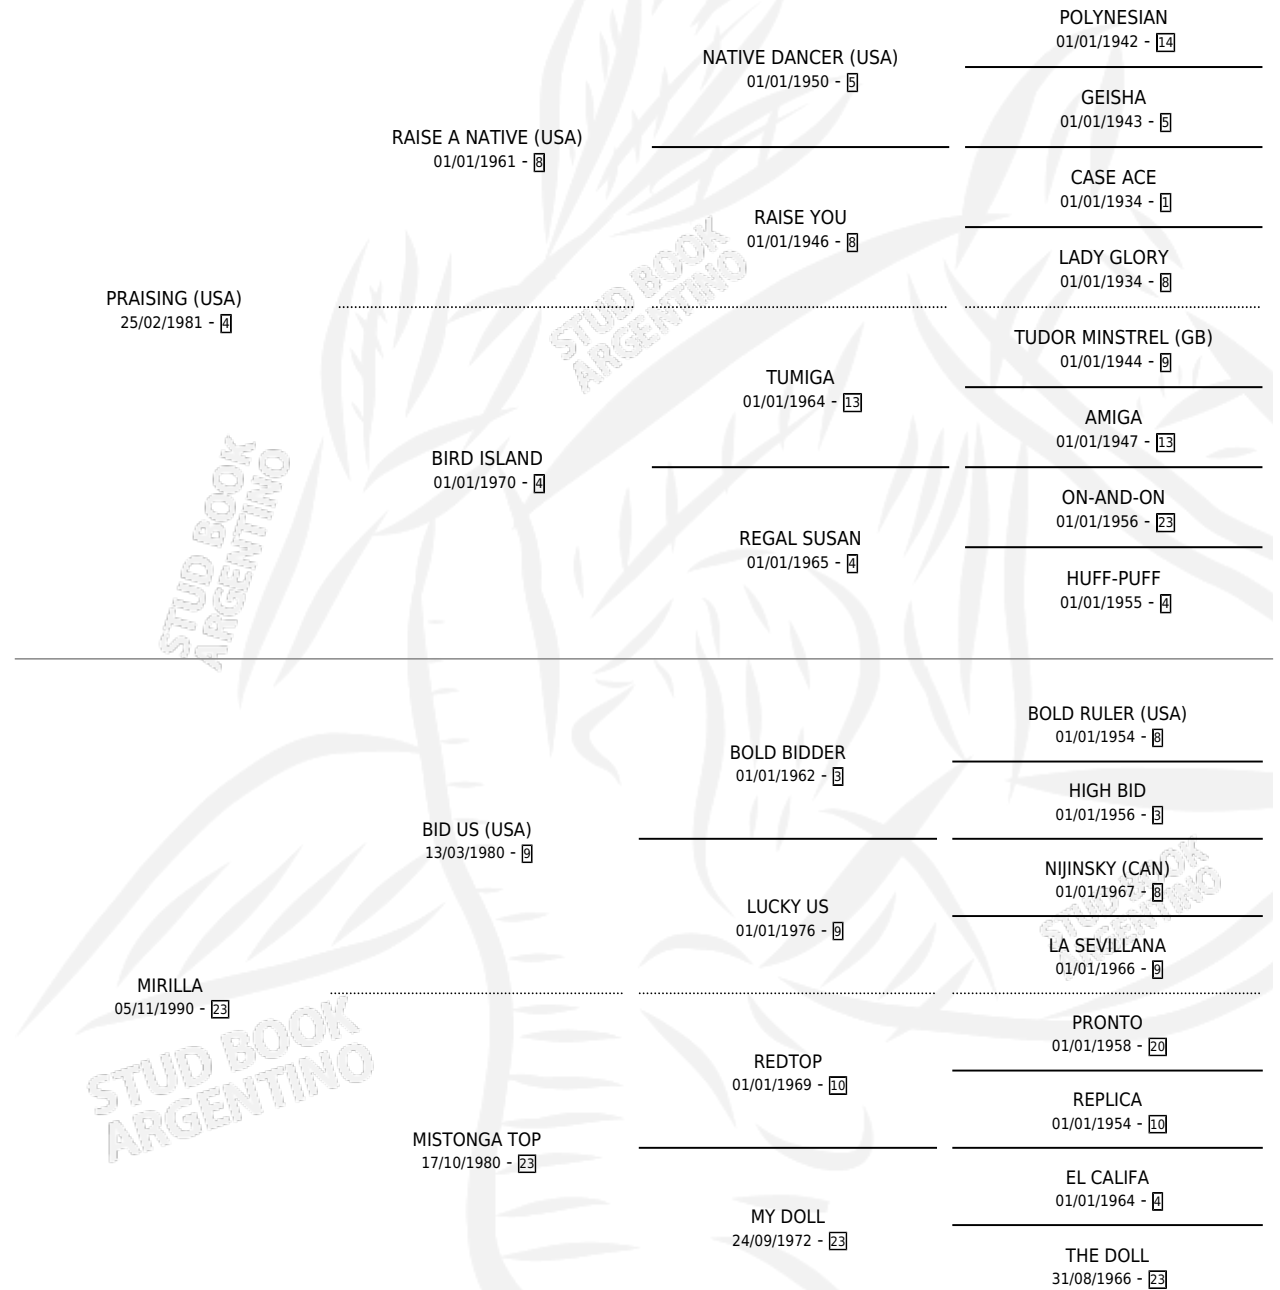 POLYNESIAN
01/01/1942 - 14
NATIVE DANCER (USA)
01/01/1950 - 5
GEISHA
01/01/1943 - 5
RAISE A NATIVE (USA)
01/01/1961 - 8
CASE ACE
01/01/1934 - 1
RAISE YOU
01/01/1946 - 8
LADY GLORY
01/01/1934 - 8
PRAISING (USA)
25/02/1981 - 4
TUDOR MINSTREL (GB)
01/01/1944 - 9
TUMIGA
01/01/1964 - 13
AMIGA
01/01/1947 - 13
BIRD ISLAND
01/01/1970 - 4
ON-AND-ON
01/01/1956 - 23
REGAL SUSAN
01/01/1965 - 4
HUFF-PUFF
01/01/1955 - 4
STUD BOOK
ARGENTINO
STUD BOOK
ARGENTINO
BOLD RULER (USA)
01/01/1954 - 8
BOLD BIDDER
01/01/1962 - 3
HIGH BID
01/01/1956 - 3
BID US (USA)
13/03/1980 - 9
NIJINSKY (CAN)
01/01/1967 - 8
LUCKY US
01/01/1976 - 9
LA SEVILLANA
01/01/1966 - 9
STUD BOOK
ARGENTINO
MIRILLA
05/11/1990 - 23
PRONTO
01/01/1958 - 20
REDTOP
01/01/1969 - 10
REPLICA
01/01/1954 - 10
MISTONGA TOP
17/10/1980 - 23
EL CALIFA
01/01/1964 - 4
MY DOLL
24/09/1972 - 23
THE DOLL
31/08/1966 - 23
STUD BOOK
ARGENTINO